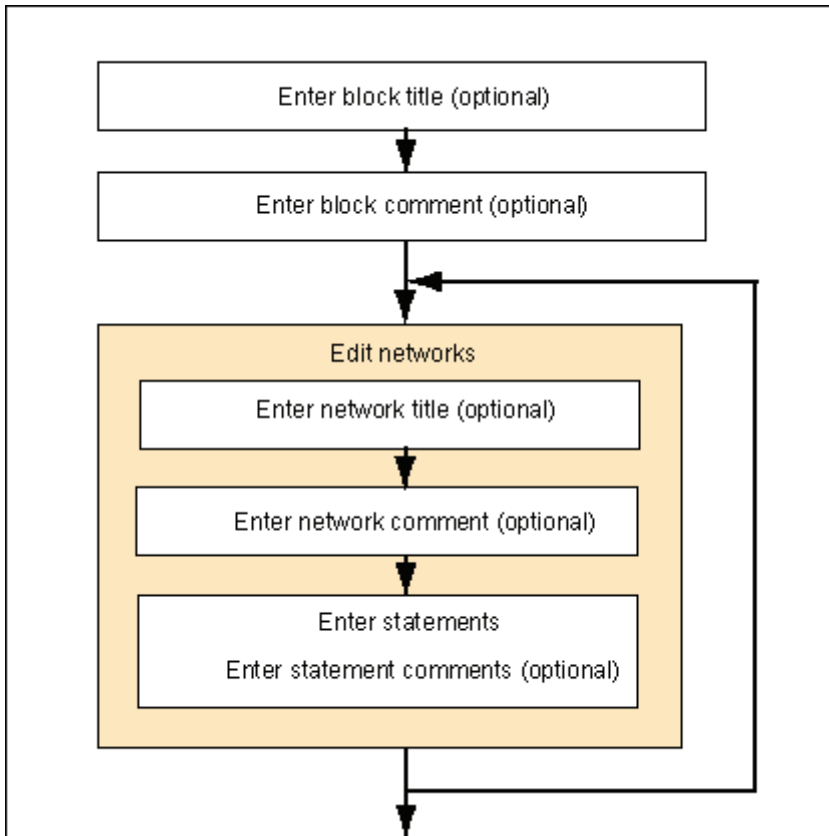 Enter block title (optional)
Enter block comment (optional)
Edit networks
Enter network title (optional)
Enter network comment (optional)
Enter statements
Enter statement comments (optional)